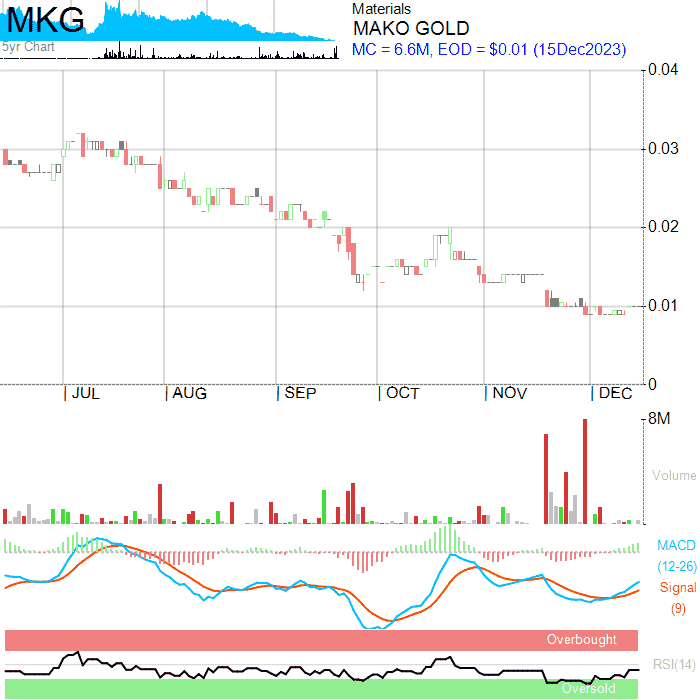 MKG
5yr Chart
Materials
MAKO GOLD
MC = 6.6M, EOD = $0.01 (15Dec2023)
0.04
0.03
0.02
0.01
0
JUL AUG SEP OCT NOV DEC
8M
Volume
MACD
(12-26)
Signal
(9)
Overbought
RSI(14)
Oversold